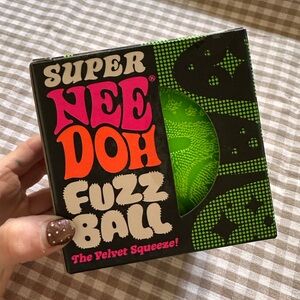 SUPER
NEE®
DOH
FUZZ
BALL
The Velvet Squeeze!